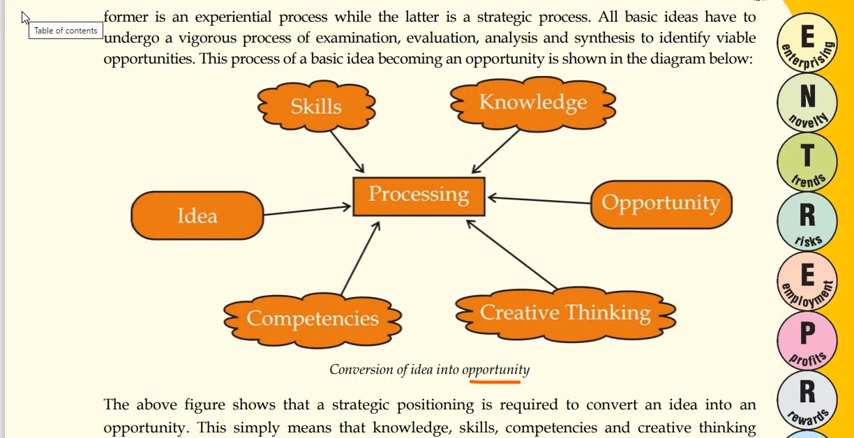 former is an experiential process while the latter is a strategic process. All basic ideas have to
Table of contents
undergo a vigorous process of examination, evaluation, analysis and synthesis to identify viable
opportunities. This process of a basic idea becoming an opportunity is shown in the diagram below:
Skills
Knowledge
Processing
Idea
Opportunity
Competencies
Creative Thinking
Conversion of idea into opportunity
The above figure shows that a strategic positioning is required to convert an idea into an
opportunity. This simply means that knowledge, skills, competencies and creative thinking
E
enterprising
N
novelty
T
trends
R
risks
E
employment
P
profits
R
rewards